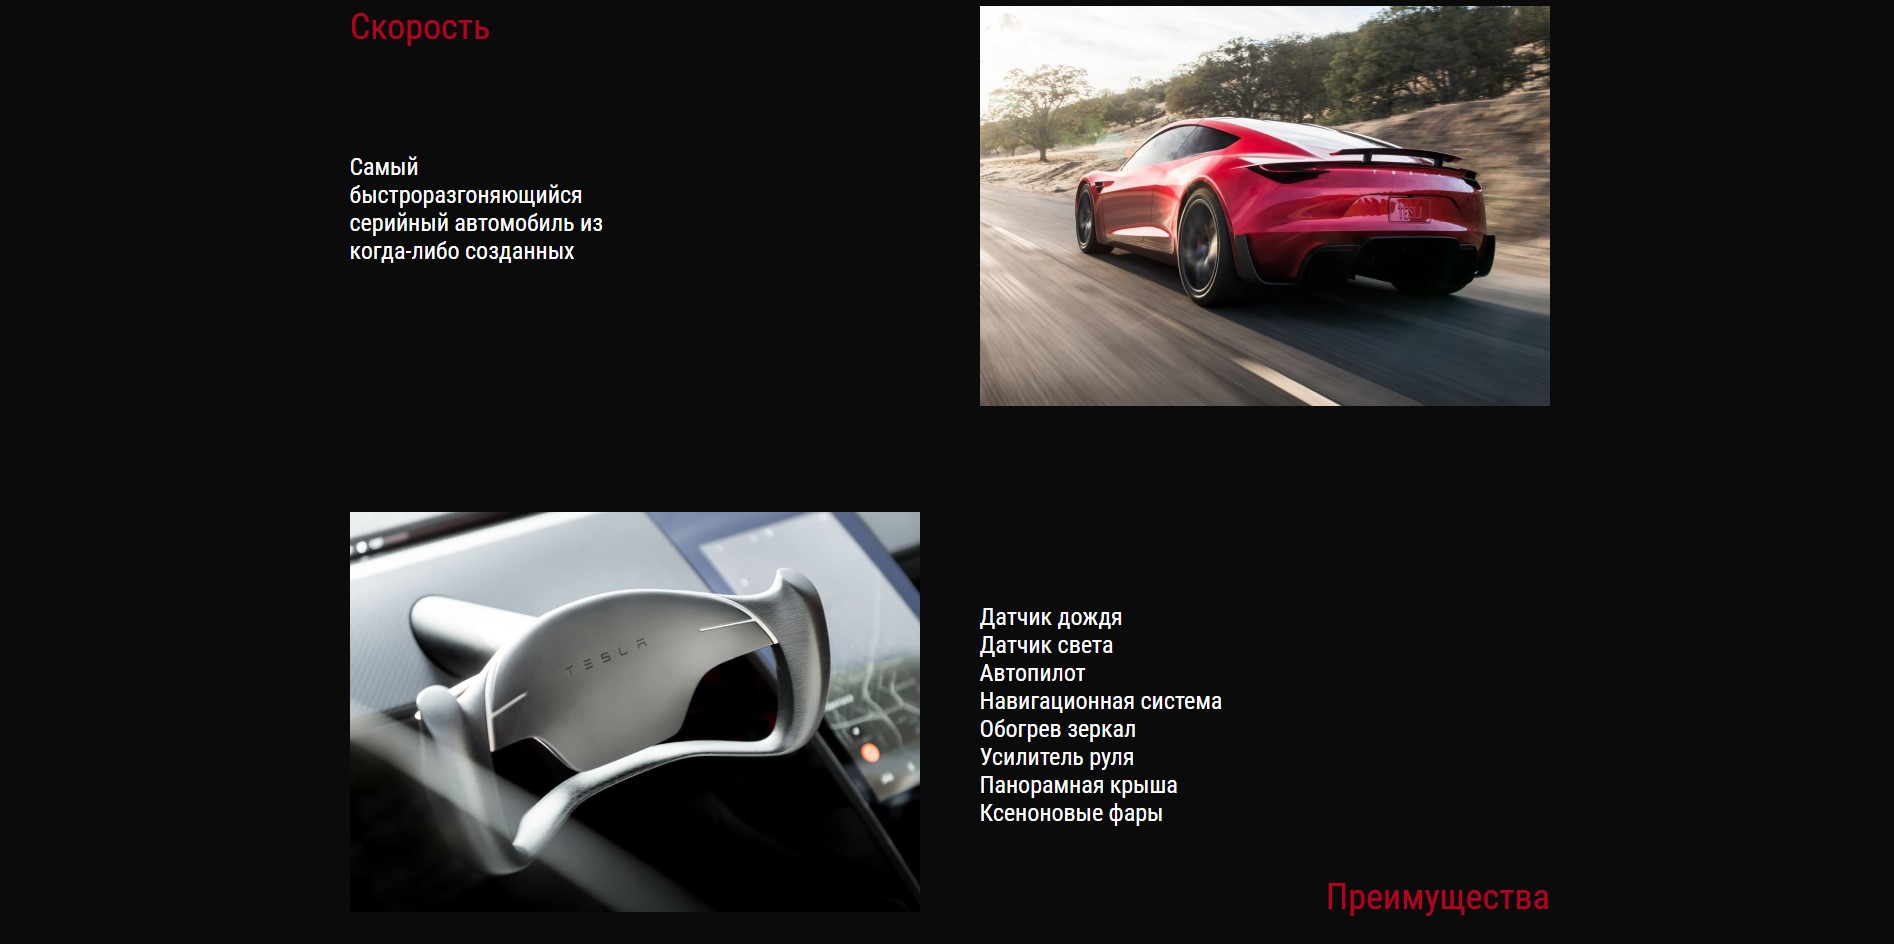 Скорость
Самый
быстроразгоняющийся
серийный автомобиль из
когда-либо созданных
TESLA
TESLA
Датчик дождя
Датчик света
Автопилот
Навигационная система
Обогрев зеркал
Усилитель руля
Панорамная крыша
Ксеноновые фары
Преимущества